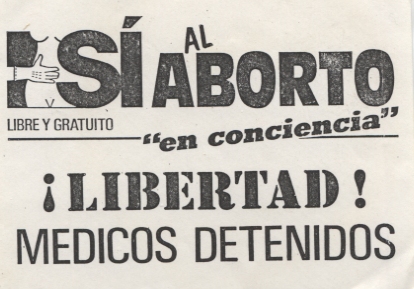 SÍ AL ABORTO
LIBRE Y GRATUITO
"en conciencia"
¡LIBERTAD!
MEDICOS DETENIDOS